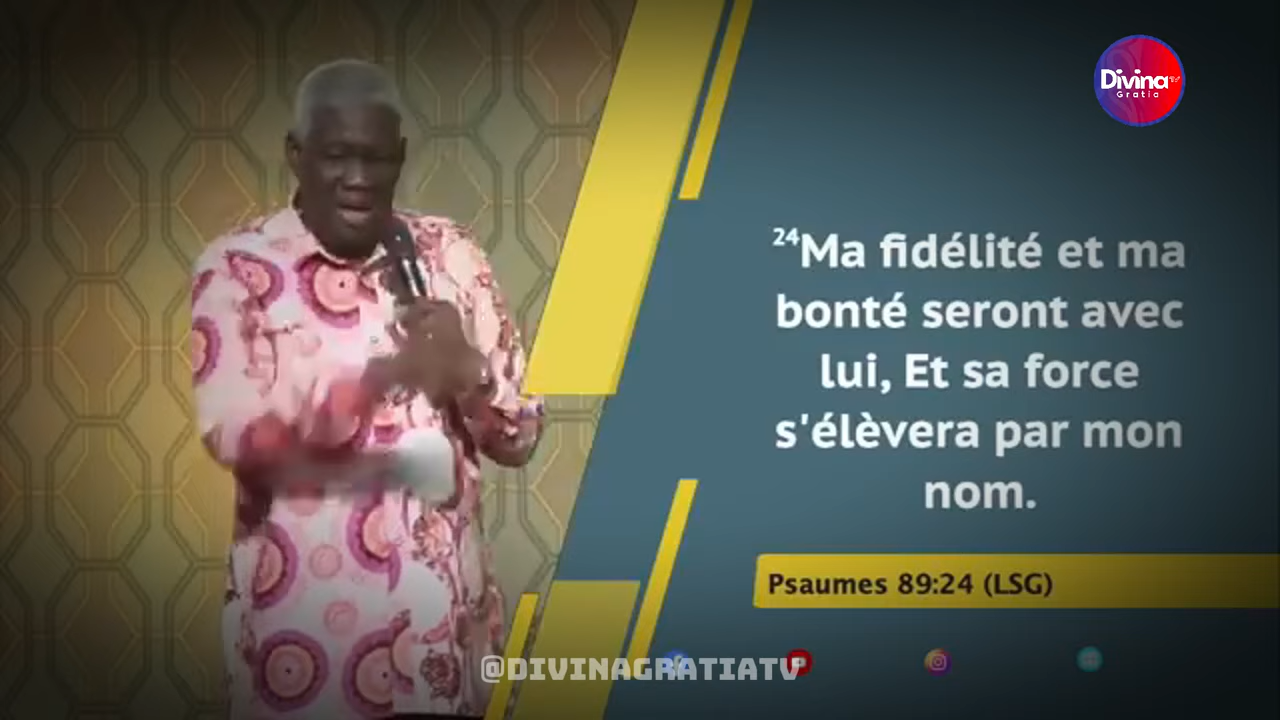 Divina TV
Gratia
24Ma fidélité et ma
bonté seront avec
lui, Et sa force
s'élèvera par mon
nom.
Psaumes 89:24 (LSG)
@DIVINAGRATIATV